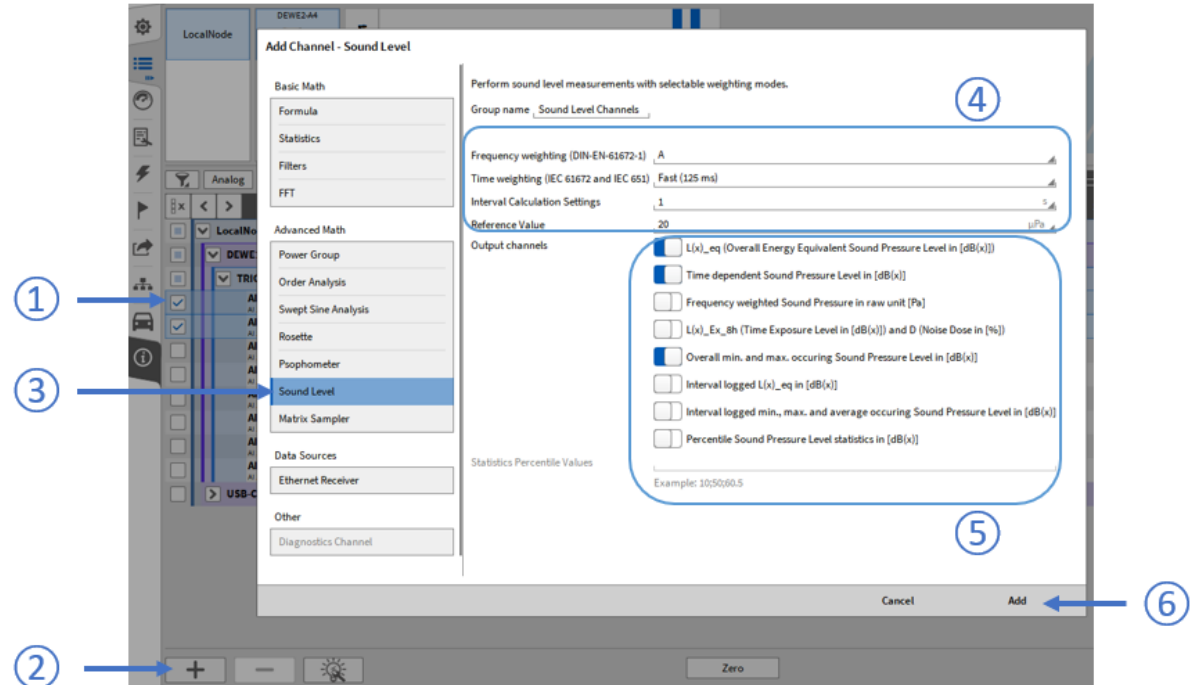 DEWE2-A4
LocalNode
Add Channel - Sound Level
Basic Math
Formula
Statistics
Filters
FFT
Advanced Math
Power Group
Order Analysis
Swept Sine Analysis
Rosette
Psophometer
Sound Level
Matrix Sampler
Data Sources
Ethernet Receiver
Other
Diagnostics Channel
Perform sound level measurements with selectable weighting modes.
Group name Sound Level Channels
4
Frequency weighting (DIN-EN-61672-1) A
Time weighting (IEC 61672 and IEC 651) Fast (125 ms)
Interval Calculation Settings 1 s
Reference Value 20 µPa
Output channels
L(x)_eq (Overall Energy Equivalent Sound Pressure Level in [dB(x)])
Time dependent Sound Pressure Level in [dB(x)]
Frequency weighted Sound Pressure in raw unit [Pa]
L(x)_Ex_8h (Time Exposure Level in [dB(x)]) and D (Noise Dose in [%])
Overall min. and max. occuring Sound Pressure Level in [dB(x)]
Interval logged L(x)_eq in [dB(x)]
Interval logged min., max. and average occuring Sound Pressure Level in [dB(x)]
Percentile Sound Pressure Level statistics in [dB(x)]
Statistics Percentile Values
Example: 10;50;60.5
5
Cancel Add
6
Analog
LocalNo
DEWE
TRIO
1
3
USB-C
2
Zero